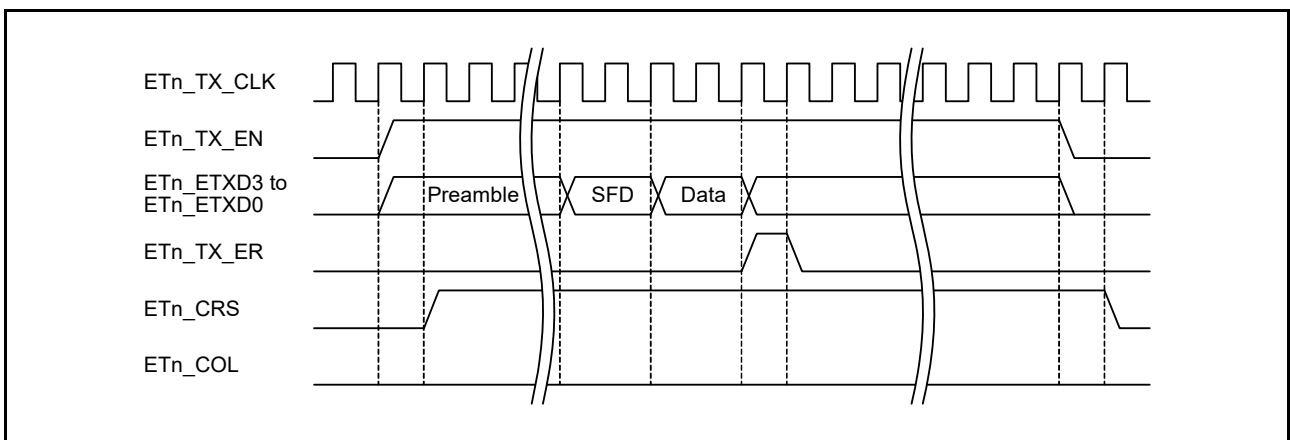 ETn_TX_CLK
ETn_TX_EN
ETn_ETXD3 to
ETn_ETXD0
Preamble
SFD
Data
ETn_TX_ER
ETn_CRS
ETn_COL